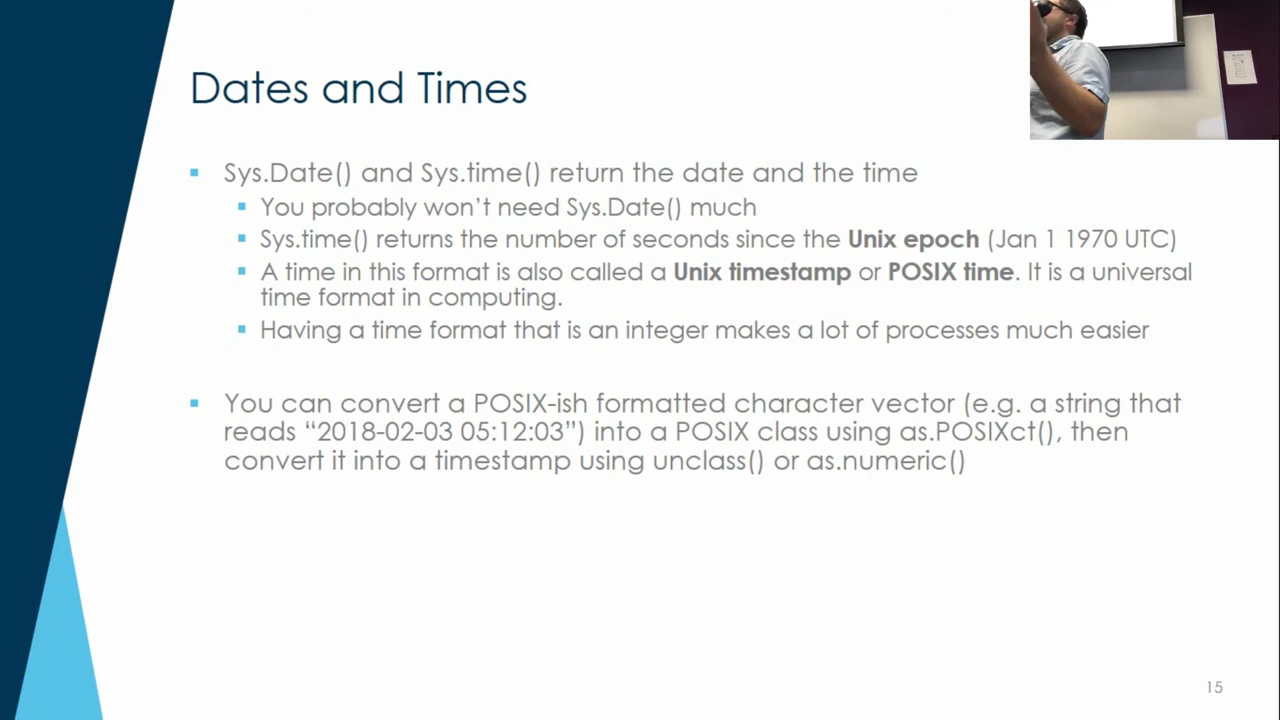 Dates and Times
Sys.Date() and Sys.time() return the date and the time
You probably won't need Sys.Date() much
Sys.time() returns the number of seconds since the Unix epoch (Jan 1 1970 UTC)
A time in this format is also called a Unix timestamp or POSIX time. It is a universal
time format in computing.
Having a time format that is an integer makes a lot of processes much easier
You can convert a POSIX-ish formatted character vector (e.g. a string that
reads “2018-02-03 05:12:03”) into a POSIX class using as.POSIXct(), then
convert it into a timestamp using unclass() or as.numeric()
15